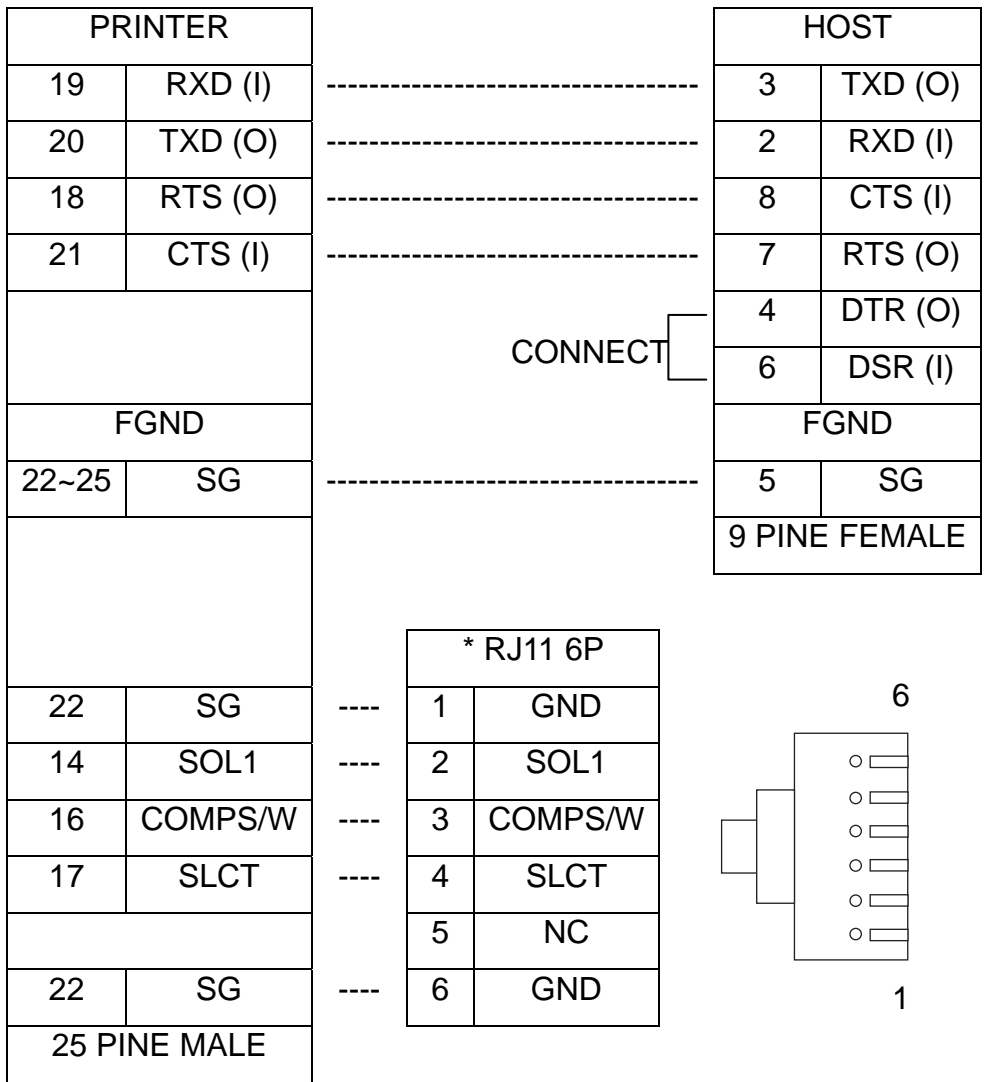 PRINTER HOST
19 RXD (I) -------------------------------- 3 TXD (O)
20 TXD (O) -------------------------------- 2 RXD (I)
18 RTS (O) -------------------------------- 8 CTS (I)
21 CTS (I) -------------------------------- 7 RTS (O)
4 DTR (O)
CONNECT
6 DSR (I)
FGND FGND
22~25 SG -------------------------------- 5 SG
9 PINE FEMALE
* RJ11 6P
22 SG ---- 1 GND 6
14 SOL1 ---- 2 SOL1
16 COMPS/W ---- 3 COMPS/W
17 SLCT ---- 4 SLCT
5 NC
22 SG ---- 6 GND 1
25 PINE MALE